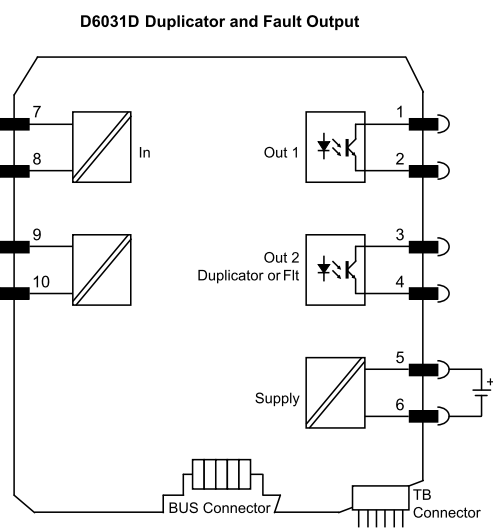 D6031D Duplicator and Fault Output
7
1
In
Out 1
8
2
9
3
Out 2
Duplicator or Flt
10
4
5
+
Supply
6
BUS Connector
TB
Connector